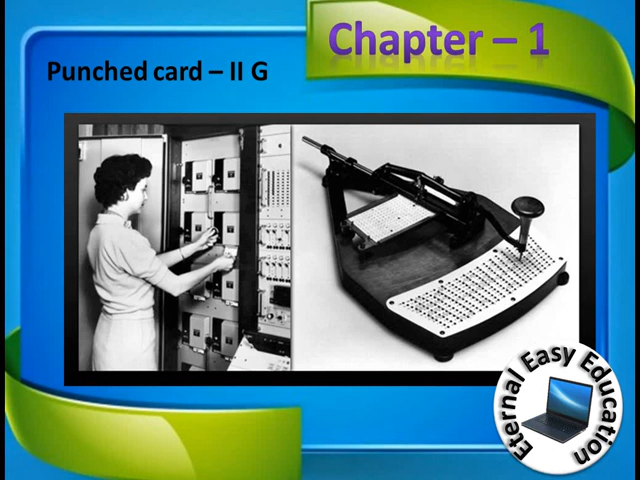 Chapter – 1
Punched card – II G
Eternal Easy Education